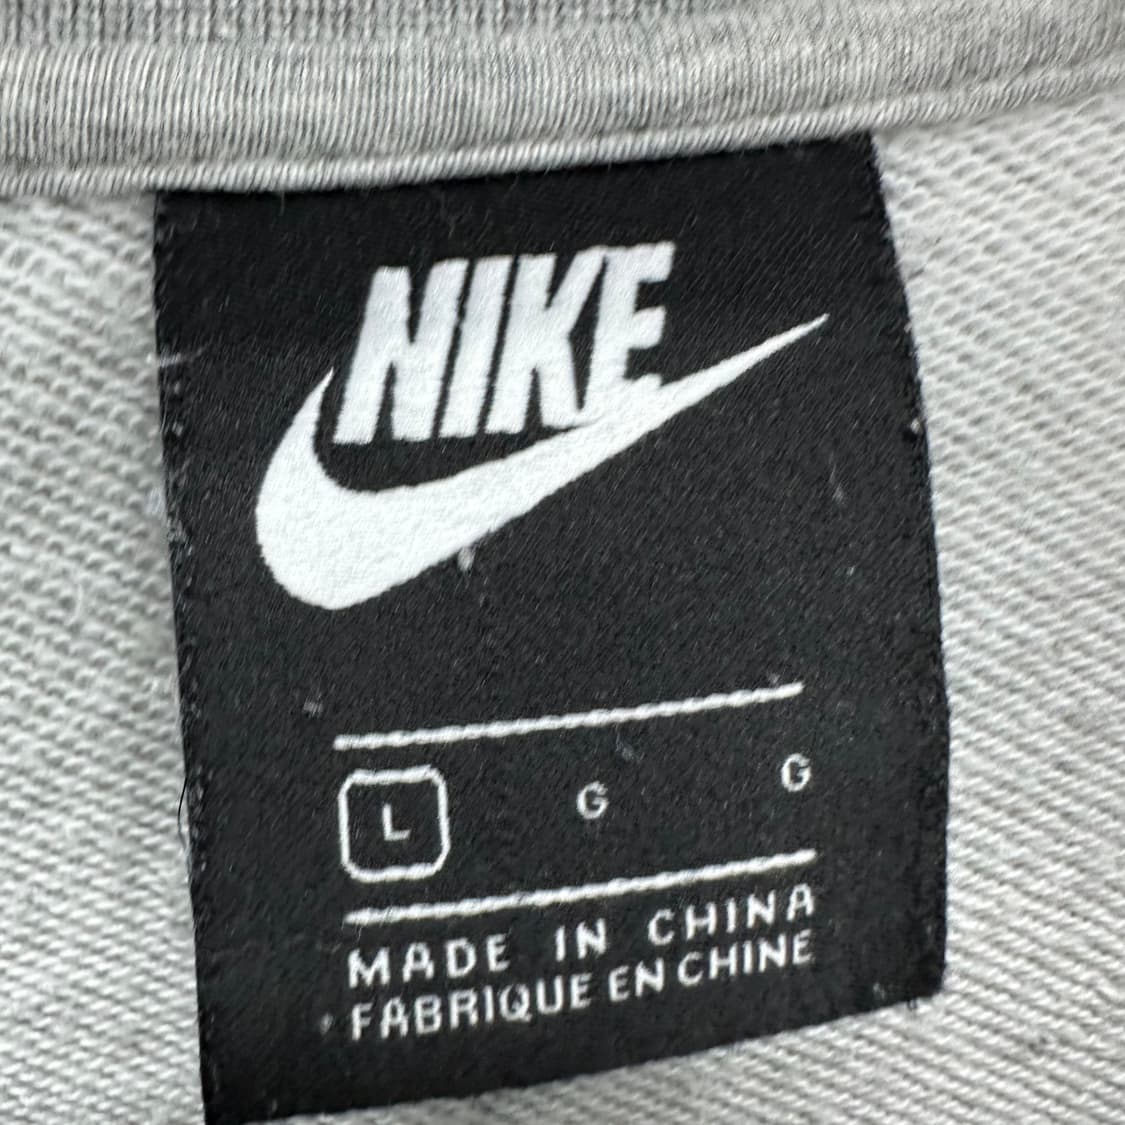 NIKE
L G G
MADE IN CHINA
FABRIQUE EN CHINE